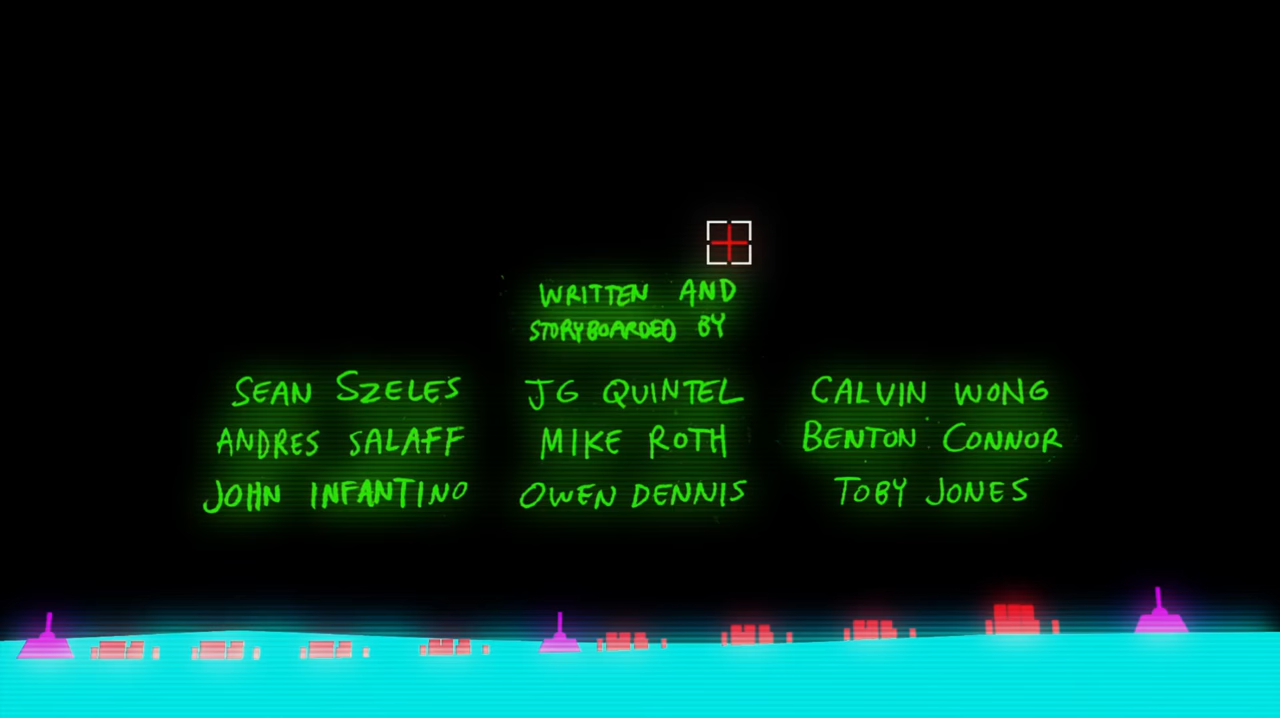 WRITTEN AND
STORYBOARDED BY
SEAN SZELES JG QUINTEL CALVIN WONG
ANDRES SALAFF MIKE ROTH BENTON CONNOR
JOHN INFANTINO OWEN DENNIS TOBY JONES